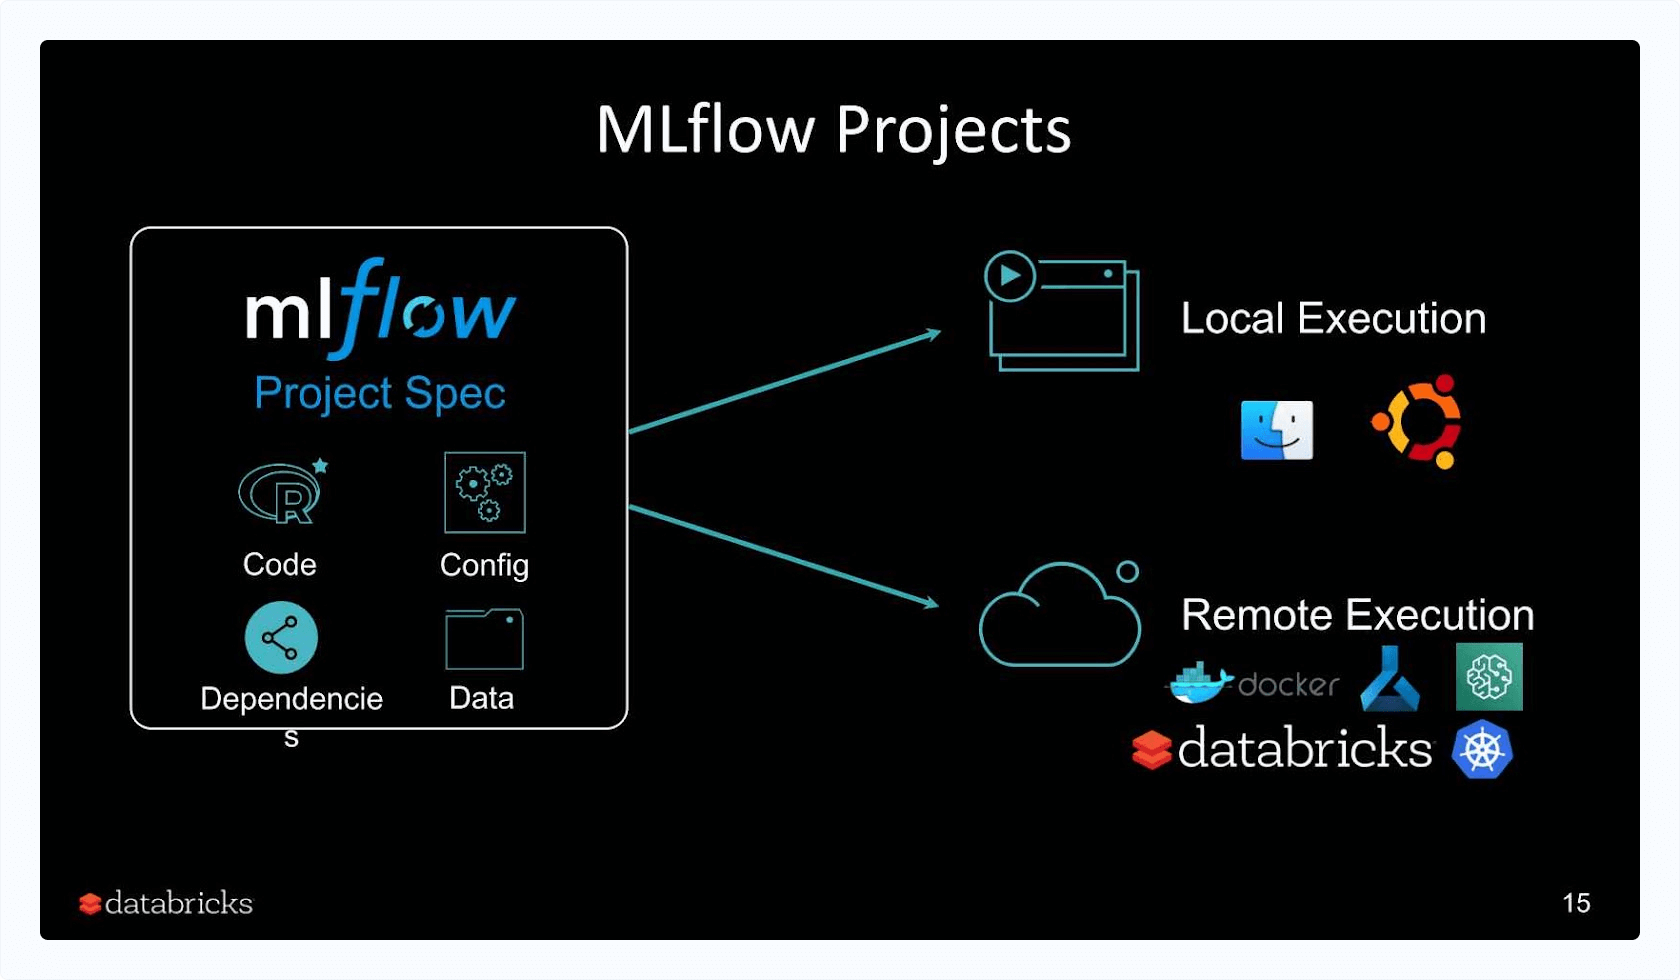 MLflow Projects
mlflow
Project Spec
R
Code
Config
Dependencie
s
Data
Local Execution
Remote Execution
docker
databricks
databricks
15